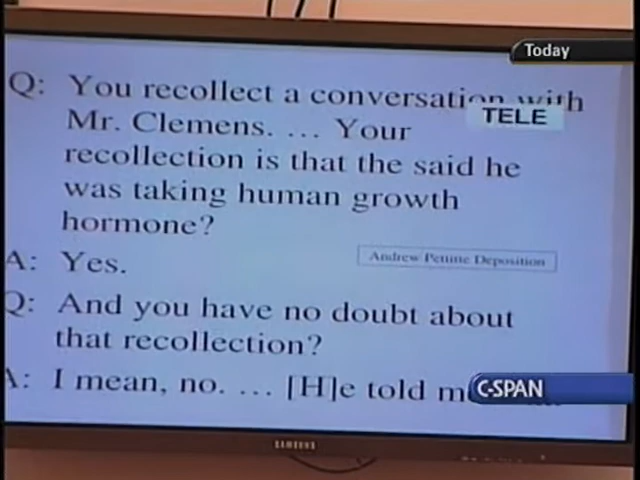 Today
Q: You recollect a conversation with
TELE
Mr. Clemens. ... Your
recollection is that the said he
was taking human growth
hormone?
Andrew Pettitte Deposition
A: Yes.
Q: And you have no doubt about
that recollection?
A: I mean, no. ... [H]e told m
C-SPAN
SAMSUNG